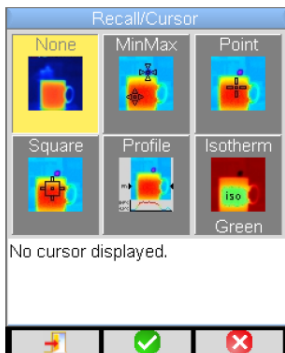 Recall/Cursor
None MinMax Point
Square Profile Isotherm
iso
Green
No cursor displayed.